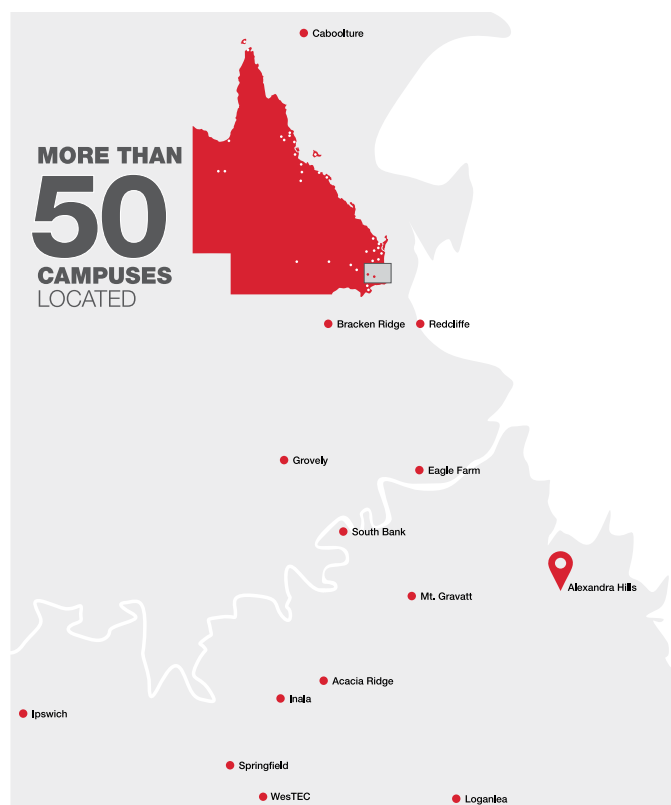 Caboolture
MORE THAN
50
CAMPUSES
LOCATED
Bracken Ridge
Redcliffe
Grovely
Eagle Farm
South Bank
Alexandra Hills
Mt. Gravatt
Acacia Ridge
Inala
Ipswich
Springfield
WesTEC
Loganlea